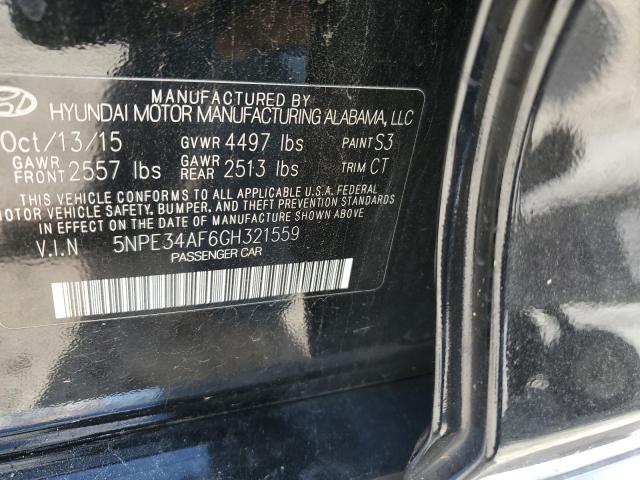 MANUFACTURED BY
HYUNDAI MOTOR MANUFACTURING ALABAMA, LLC
Oct/13/15 GVWR 4497 lbs PAINT S3
GAWR FRONT 2557 lbs GAWR REAR 2513 lbs TRIM CT
THIS VEHICLE CONFORMS TO ALL APPLICABLE U.S.A. FEDERAL
MOTOR VEHICLE SAFETY, BUMPER, AND THEFT PREVENTION STANDARDS
IN EFFECT ON THE DATE OF MANUFACTURE SHOWN ABOVE.
V.I.N 5NPE34AF6GH321559
PASSENGER CAR